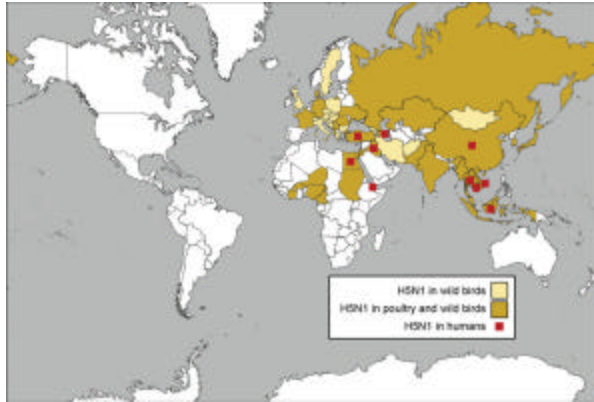 H5N1 in wild birds
H5N1 in poultry and wild birds
H5N1 in humans